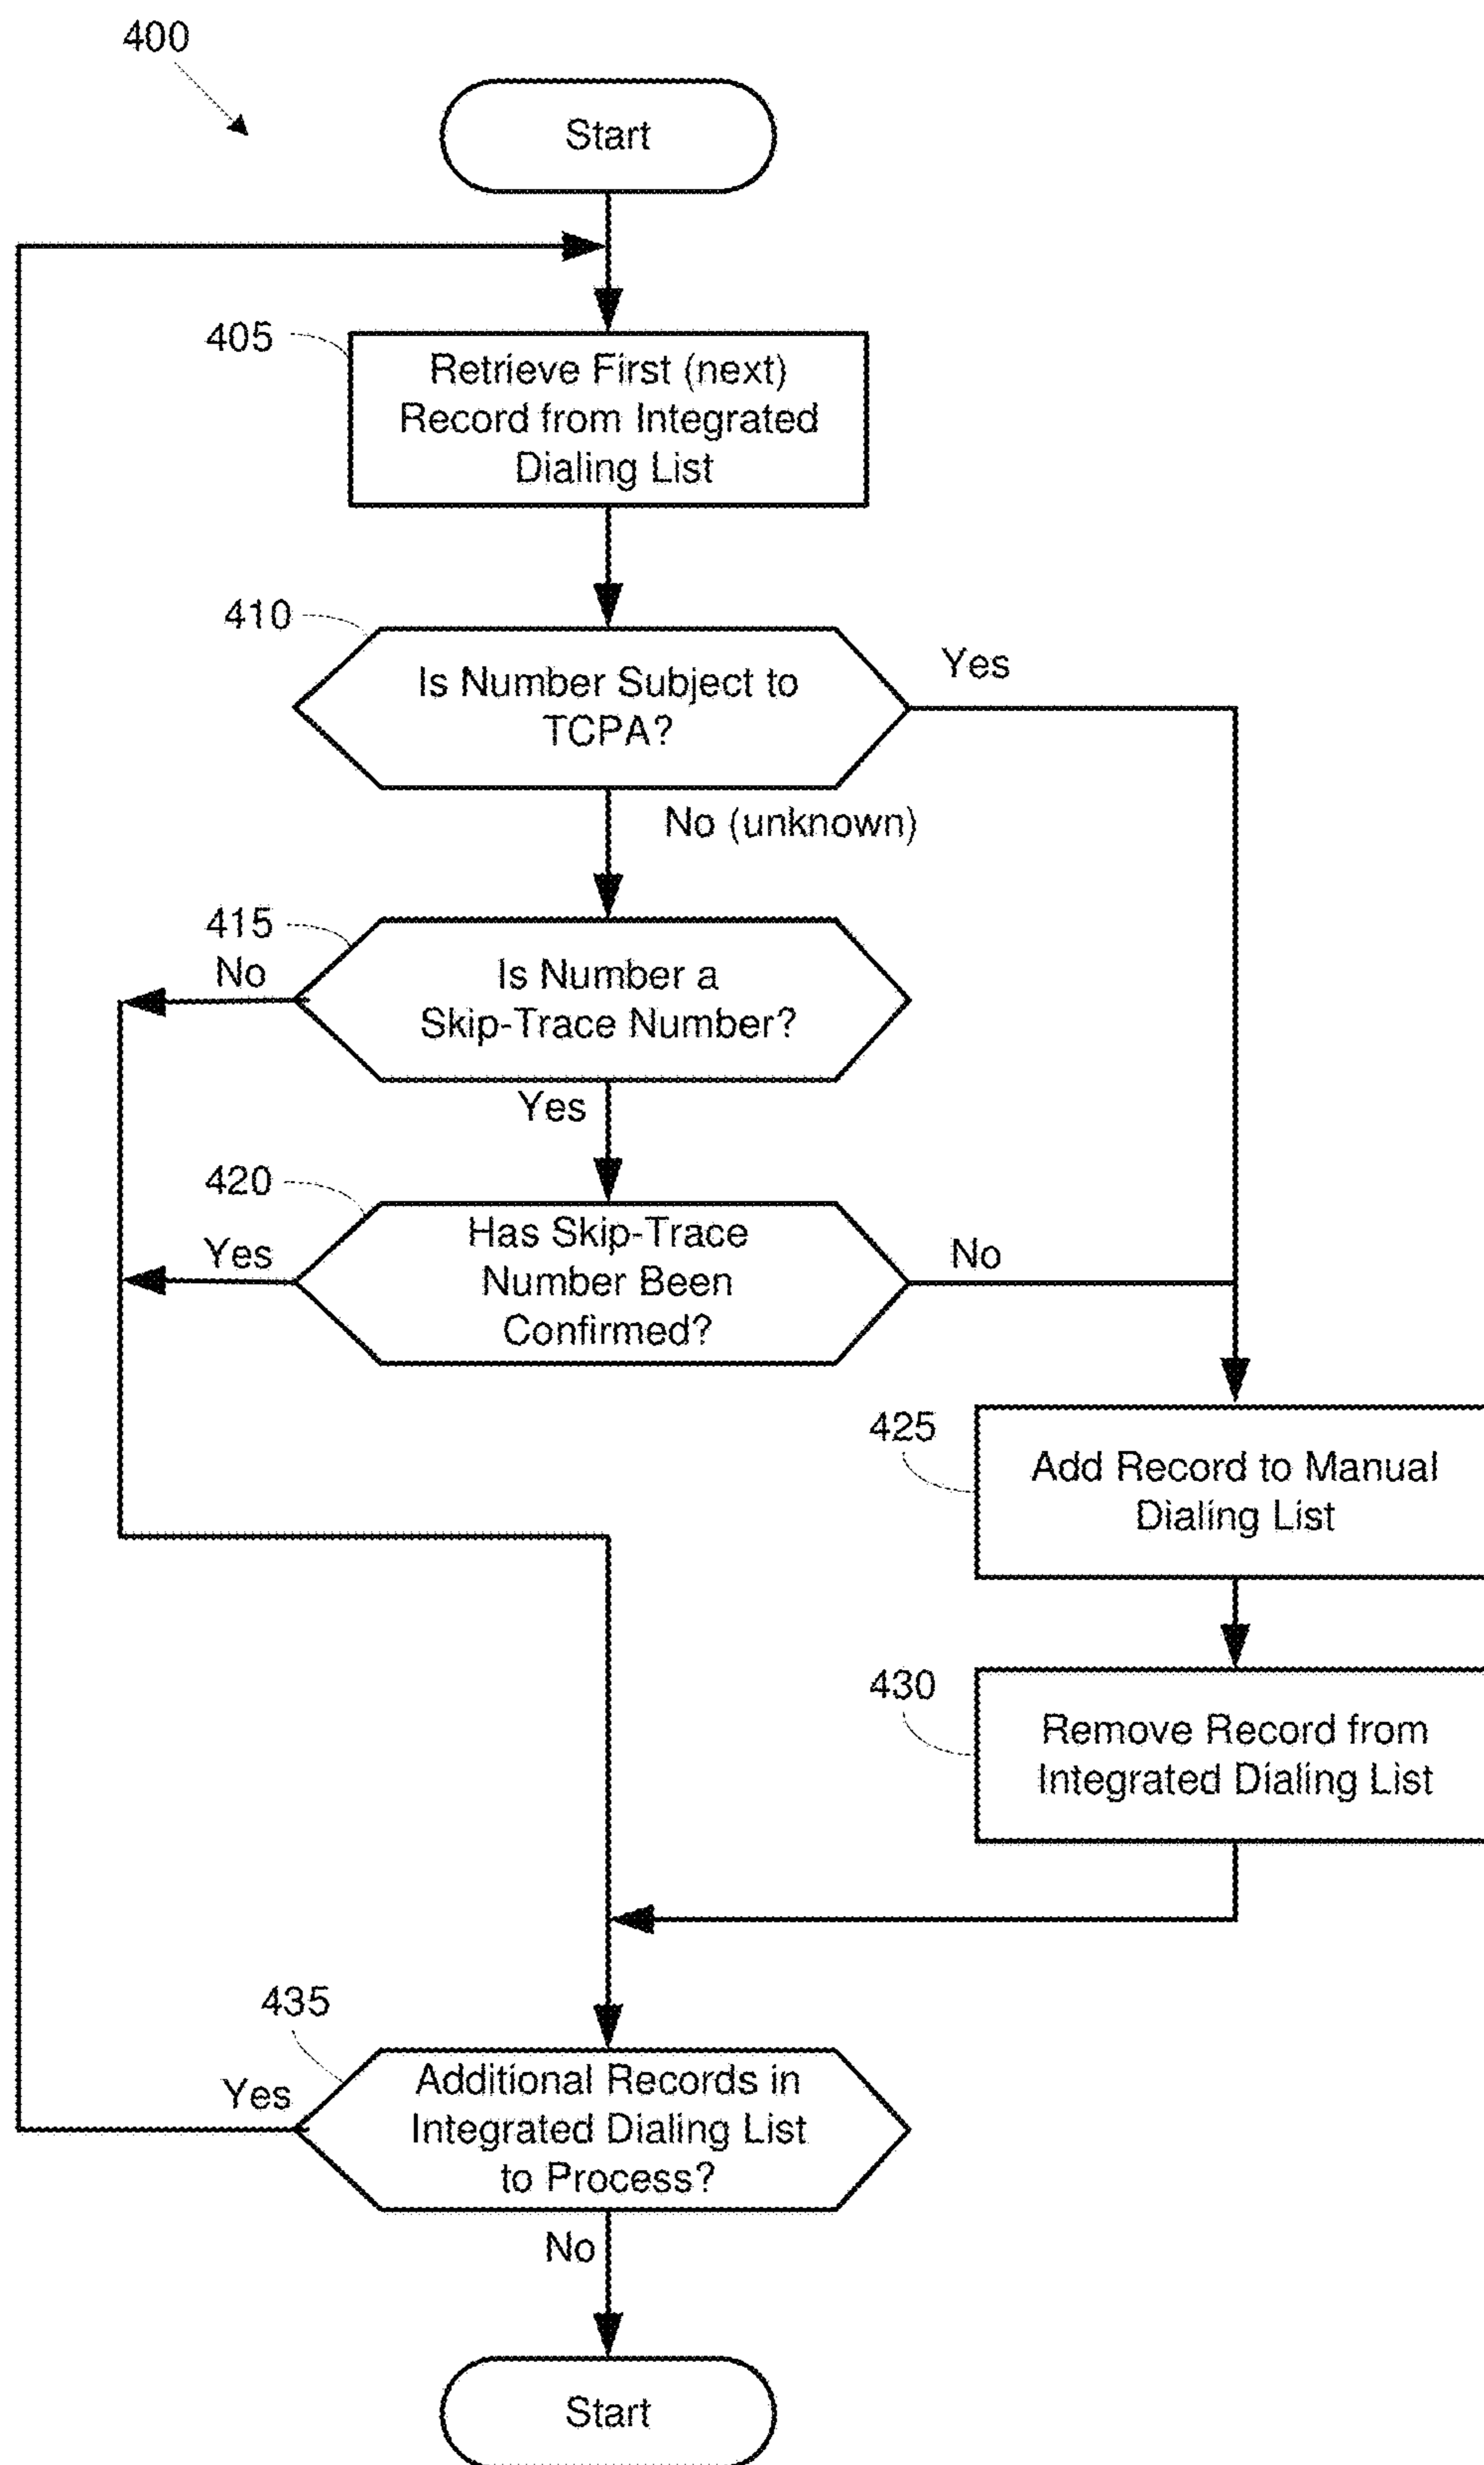 400
Start
405
Retrieve First (next)
Record from Integrated
Dialing List
410
Is Number Subject to
TCPA?
Yes
No (unknown)
415
No
Is Number a
Skip-Trace Number?
Yes
420
Yes
Has Skip-Trace
Number Been
Confirmed?
No
425
Add Record to Manual
Dialing List
430
Remove Record from
Integrated Dialing List
435
Yes
Additional Records in
Integrated Dialing List
to Process?
No
Start